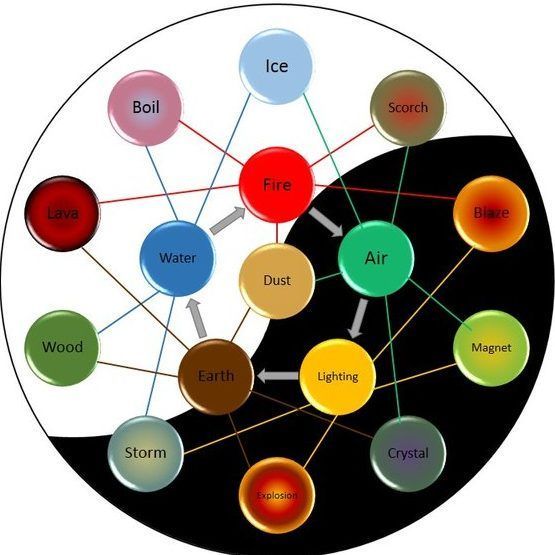 Ice
Boil
Scorch
Fire
Lava
Blaze
Water
Air
Dust
Wood
Magnet
Earth
Lighting
Storm
Crystal
Explosion